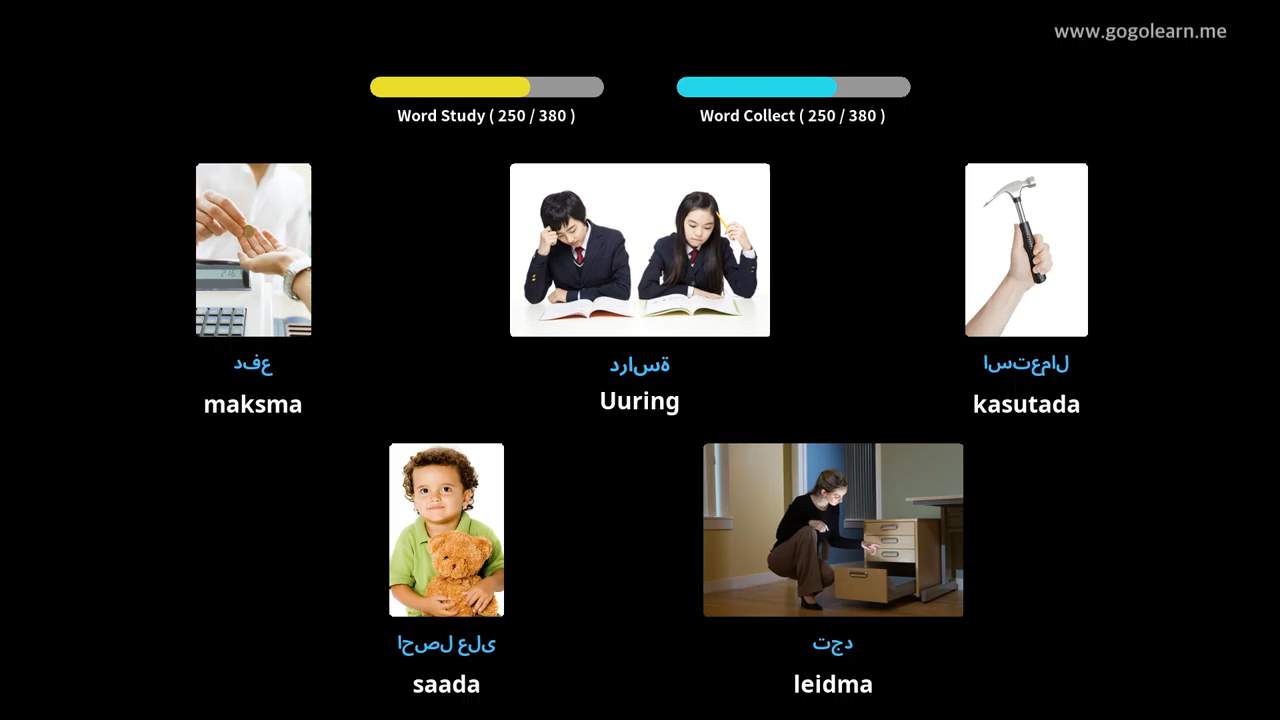 www.gogolearn.me
Word Study ( 250 / 380 )
Word Collect ( 250 / 380 )
دفع
maksma
دراسة
Uuring
استعمال
kasutada
احصل على
saada
تجد
leidma